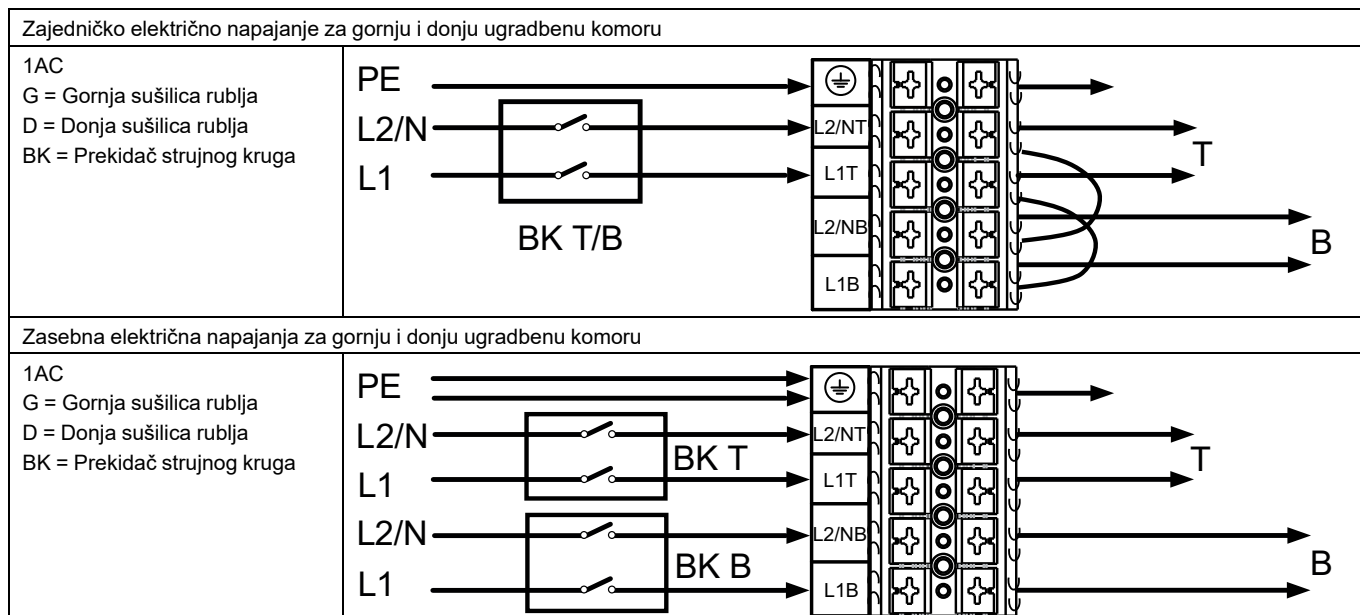 Zajedničko električno napajanje za gornju i donju ugradbenu komoru
1AC
G = Gornja sušilica rublja
D = Donja sušilica rublja
BK = Prekidač strujnog kruga
PE
L2/N
L1
BK T/B
L2/NT
L1T
L2/NB
L1B
T
B
Zasebna električna napajanja za gornju i donju ugradbenu komoru
1AC
G = Gornja sušilica rublja
D = Donja sušilica rublja
BK = Prekidač strujnog kruga
PE
L2/N
L1
L2/N
L1
BK T
BK B
L2/NT
L1T
L2/NB
L1B
T
B